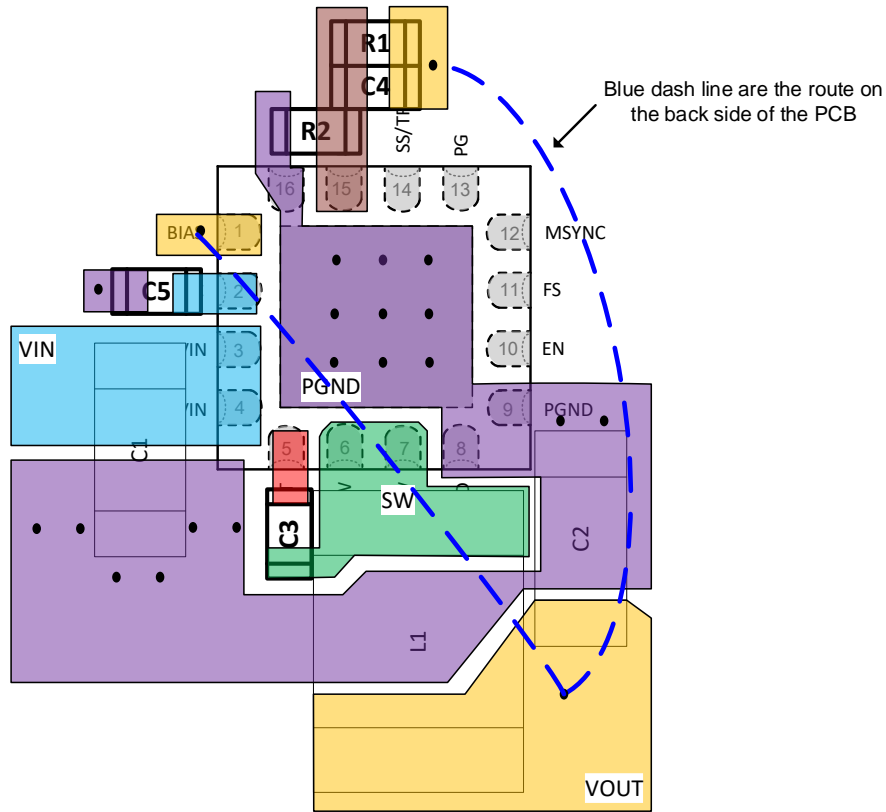 R1
C4
Blue dash line are the route on
the back side of the PCB
R2
SS/TR
PG
16
15
14
13
BIAS
1
12
MSYNC
C5
2
11
FS
VIN
VIN
3
10
EN
PGND
VIN
4
9
PGND
C1
5
6
7
8
SW
C3
C2
L1
VOUT